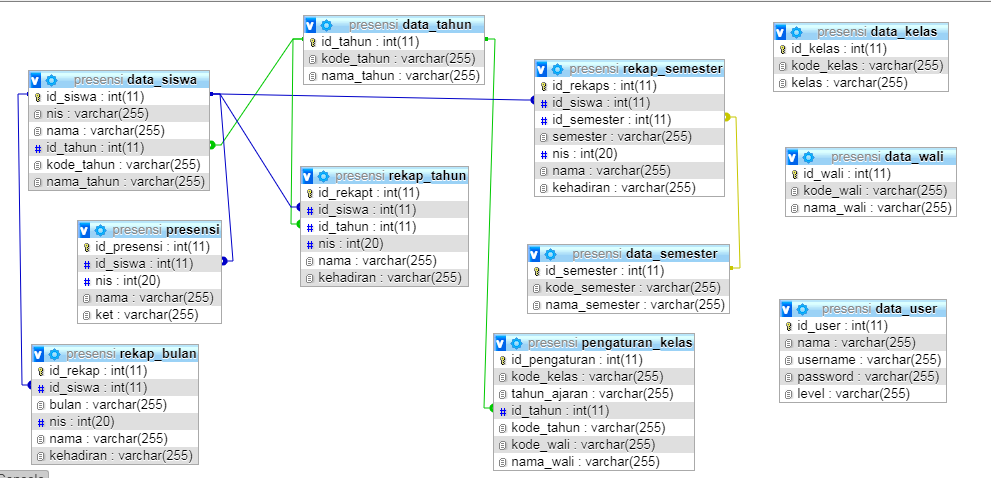 presensi data_tahun
id_tahun : int(11)
kode_tahun : varchar(255)
nama_tahun : varchar(255)
presensi data_kelas
id_kelas : int(11)
kode_kelas : varchar(255)
kelas : varchar(255)
presensi data_siswa
id_siswa : int(11)
nis : varchar(255)
nama : varchar(255)
id_tahun : int(11)
kode_tahun : varchar(255)
nama_tahun : varchar(255)
presensi rekap_semester
id_rekaps : int(11)
id_siswa : int(11)
id_semester : int(11)
semester : varchar(255)
nis : int(20)
nama : varchar(255)
kehadiran : varchar(255)
presensi data_wali
id_wali : int(11)
kode_wali : varchar(255)
nama_wali : varchar(255)
presensi rekap_tahun
id_rekapt : int(11)
id_siswa : int(11)
id_tahun : int(11)
nis : int(20)
nama : varchar(255)
kehadiran : varchar(255)
presensi presensi
id_presensi : int(11)
id_siswa : int(11)
nis : int(20)
nama : varchar(255)
ket : varchar(255)
presensi data_semester
id_semester : int(11)
kode_semester : varchar(255)
nama_semester : varchar(255)
presensi data_user
id_user : int(11)
nama : varchar(255)
username : varchar(255)
password : varchar(255)
level : varchar(255)
presensi rekap_bulan
id_rekap : int(11)
id_siswa : int(11)
bulan : varchar(255)
nis : int(20)
nama : varchar(255)
kehadiran : varchar(255)
presensi pengaturan_kelas
id_pengaturan : int(11)
kode_kelas : varchar(255)
tahun_ajaran : varchar(255)
id_tahun : int(11)
kode_tahun : varchar(255)
kode_wali : varchar(255)
nama_wali : varchar(255)